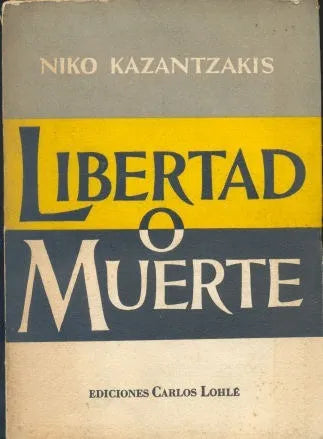 NIKO KAZANTZAKIS
LIBERTAD
O
MUERTE
EDICIONES CARLOS LOHLÉ